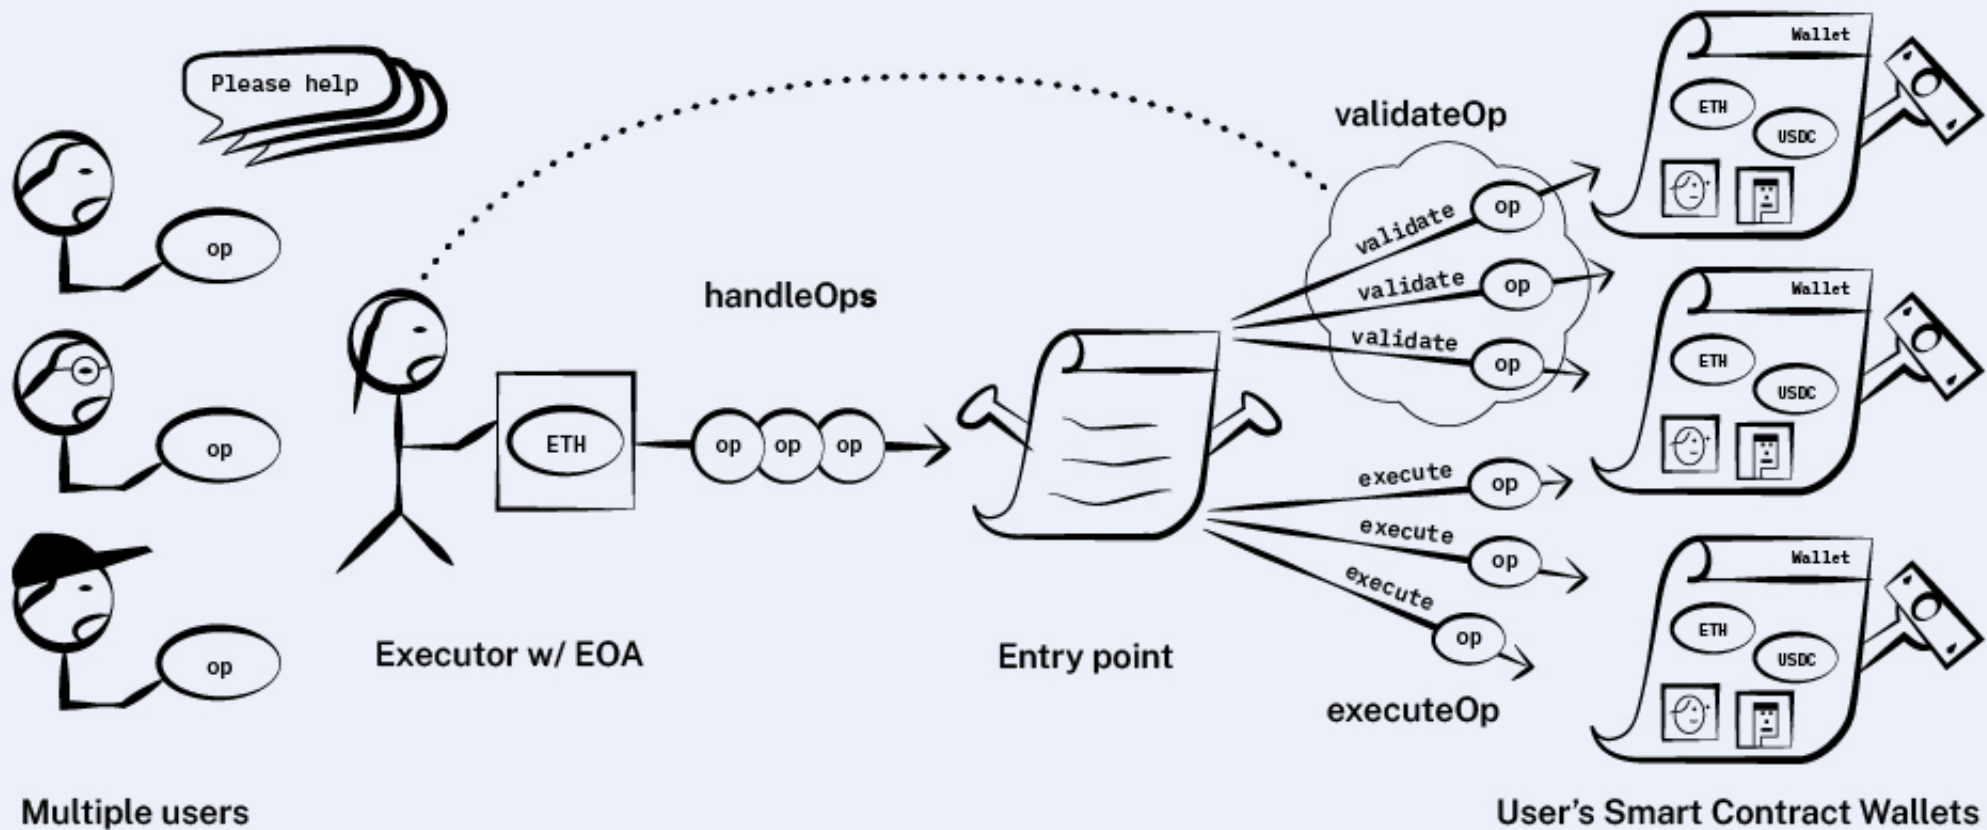 Please help
op
op
op
Executor w/ EOA
ETH
handleOps
op op op
Entry point
validateOp
validate op
validate op
validate op
execute op
execute op
execute op
executeOp
Wallet
ETH
USDC
Wallet
ETH
USDC
Wallet
ETH
USDC
Multiple users
User's Smart Contract Wallets